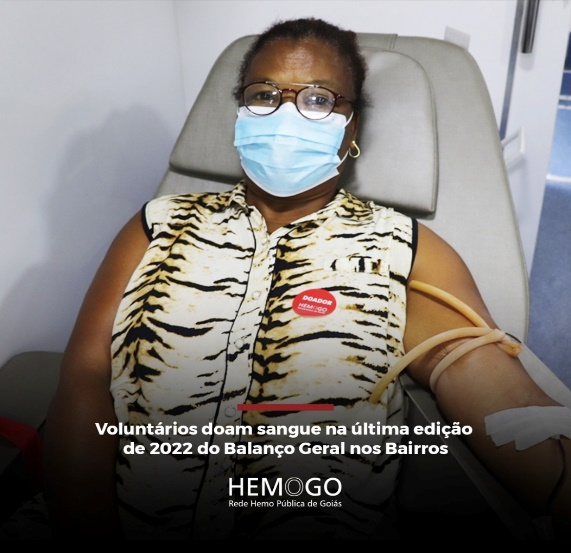 DOADOR
HEMOGO
Voluntários doam sangue na última edição
de 2022 do Balanço Geral nos Bairros
HEMOGO
Rede Hemo Pública de Goiás